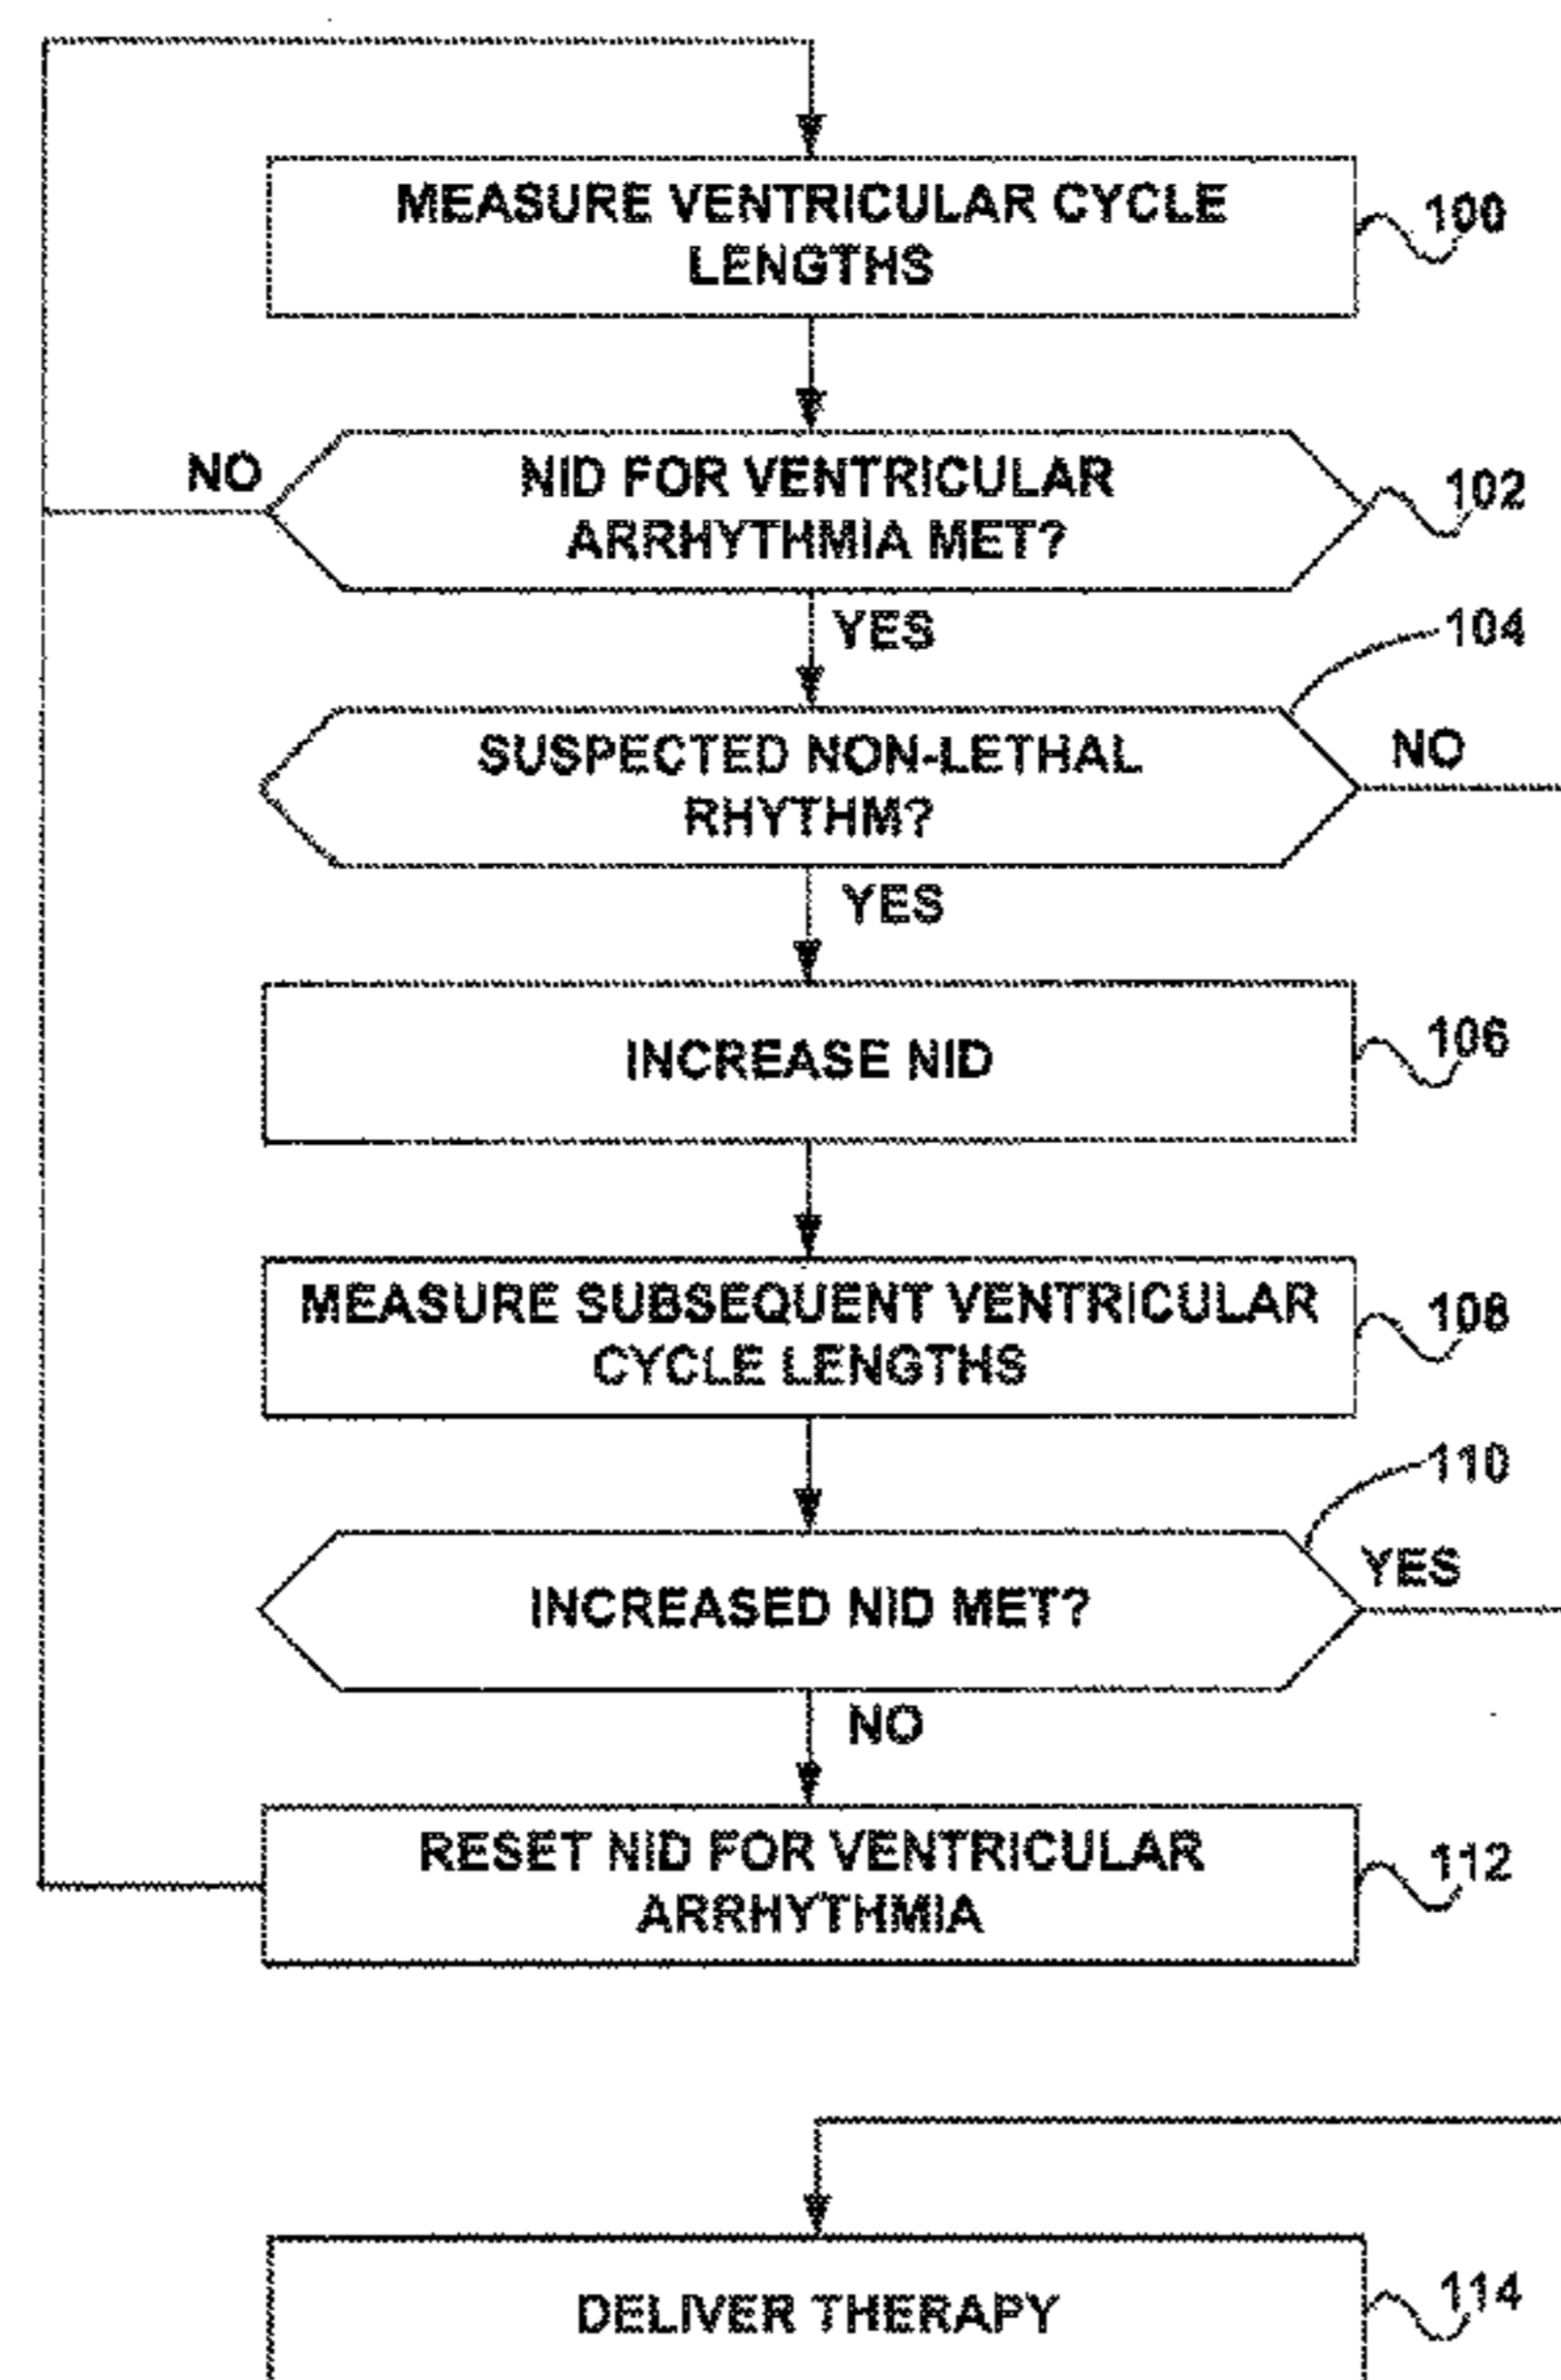 MEASURE VENTRICULAR CYCLE
LENGTHS
100
NO
NID FOR VENTRICULAR
ARRHYTHMIA MET?
102
YES
104
SUSPECTED NON-LETHAL
RHYTHM?
NO
YES
INCREASE NID
106
MEASURE SUBSEQUENT VENTRICULAR
CYCLE LENGTHS
108
110
INCREASED NID MET?
YES
NO
RESET NID FOR VENTRICULAR
ARRHYTHMIA
112
DELIVER THERAPY
114